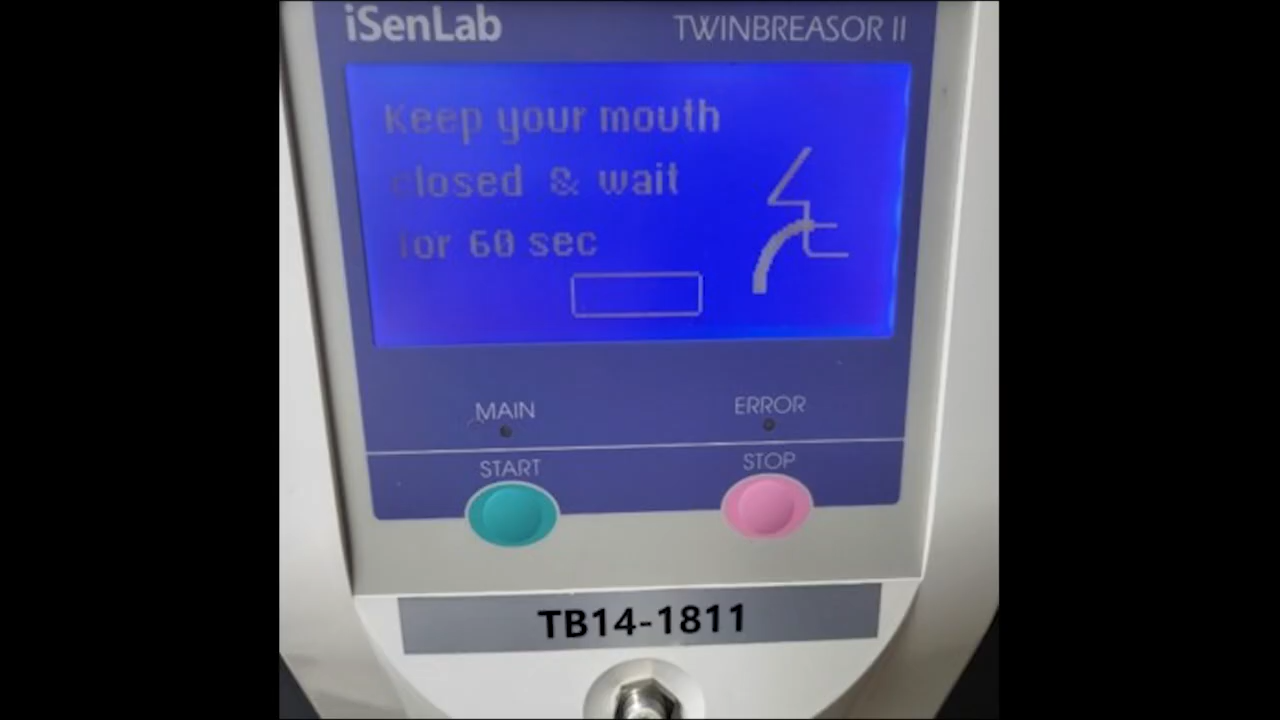 iSenLab TWINBREASOR II
Keep your mouth
closed & wait
for 60 sec
MAIN ERROR
START STOP
TB14-1811